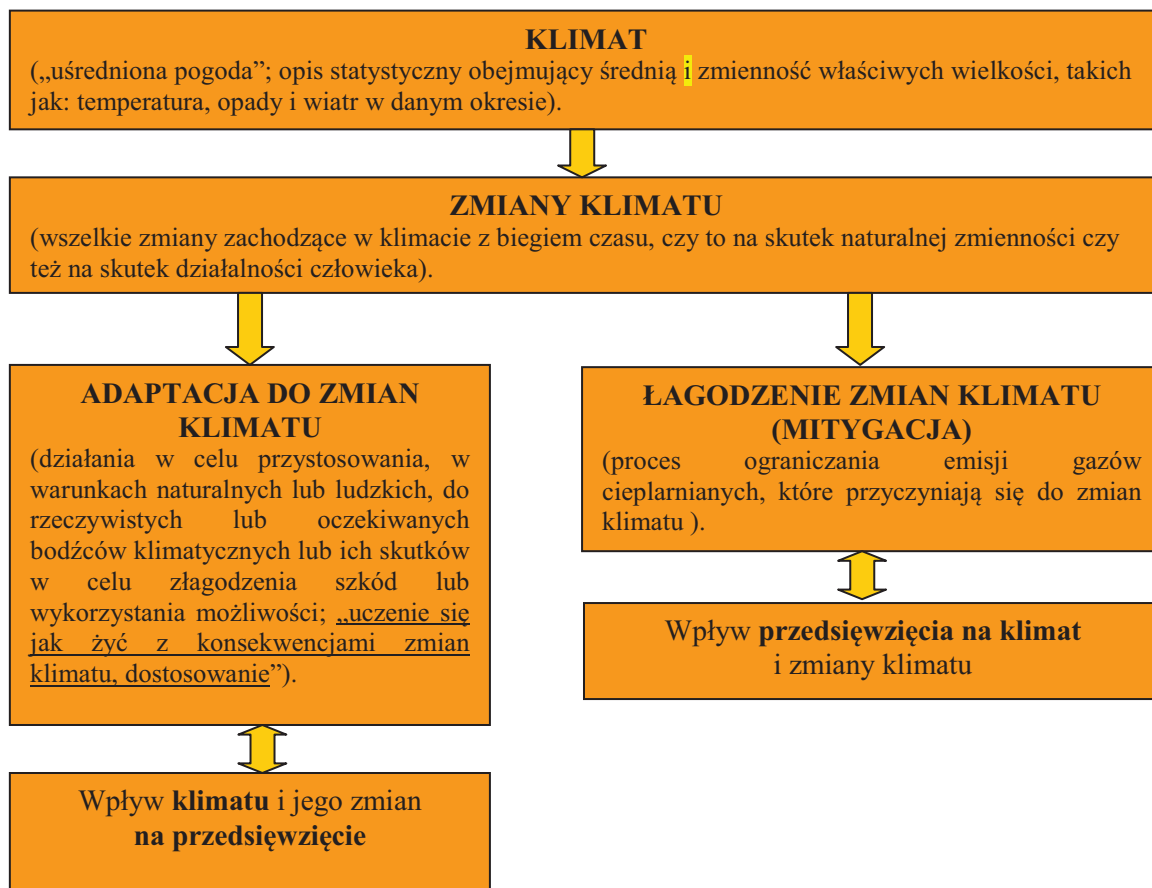 KLIMAT
(„uśredniona pogoda”; opis statystyczny obejmujący średnią i zmienność właściwych wielkości, takich
jak: temperatura, opady i wiatr w danym okresie).
ZMIANY KLIMATU
(wszelkie zmiany zachodzące w klimacie z biegiem czasu, czy to na skutek naturalnej zmienności czy
też na skutek działalności człowieka).
ADAPTACJA DO ZMIAN
KLIMATU
(działania w celu przystosowania, w
warunkach naturalnych lub ludzkich, do
rzeczywistych lub oczekiwanych
bodźców klimatycznych lub ich skutków
w celu złagodzenia szkód lub
wykorzystania możliwości; „uczenie się
jak żyć z konsekwencjami zmian
klimatu, dostosowanie”).
Wpływ klimatu i jego zmian
na przedsięwzięcie
ŁAGODZENIE ZMIAN KLIMATU
(MITYGACJA)
(proces ograniczania emisji gazów
cieplarnianych, które przyczyniają się do zmian
klimatu ).
Wpływ przedsięwzięcia na klimat
i zmiany klimatu